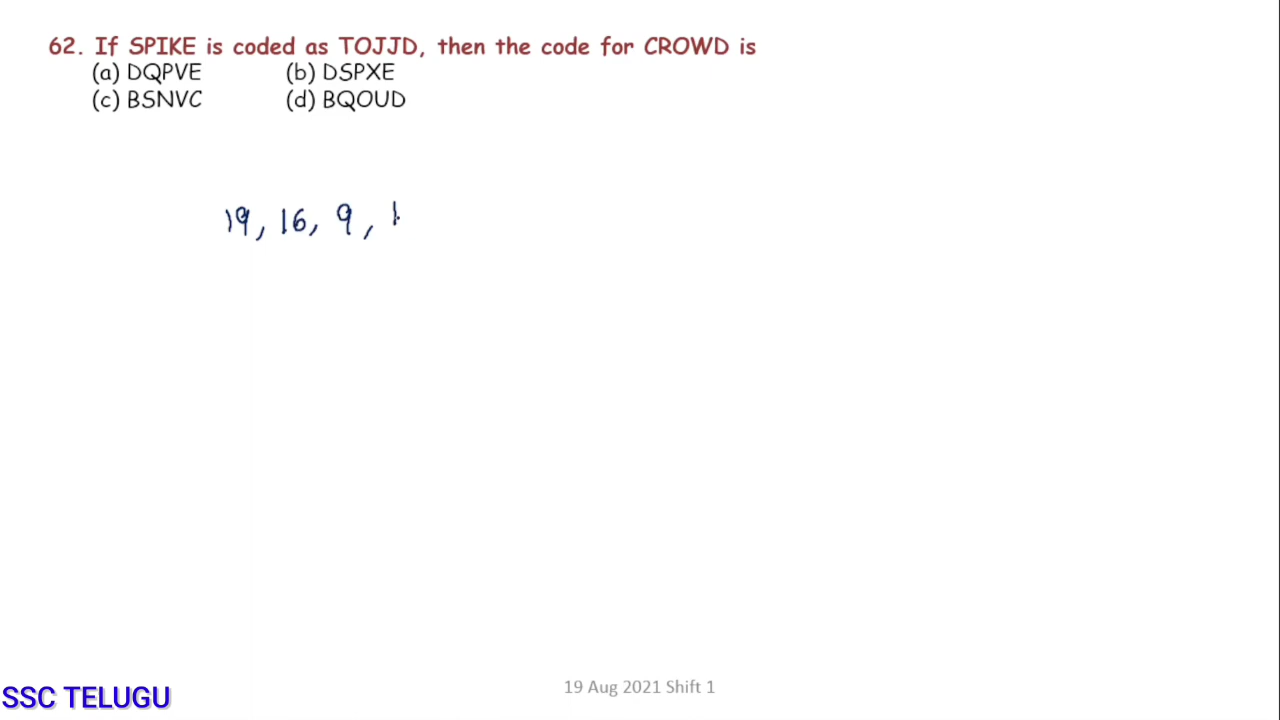 62. If SPIKE is coded as TOJJD, then the code for CROWD is
(a) DQPVE (b) DSPXE
(c) BSNVC (d) BQOUD
19, 16, 9, 1
19 Aug 2021 Shift 1
SSC TELUGU